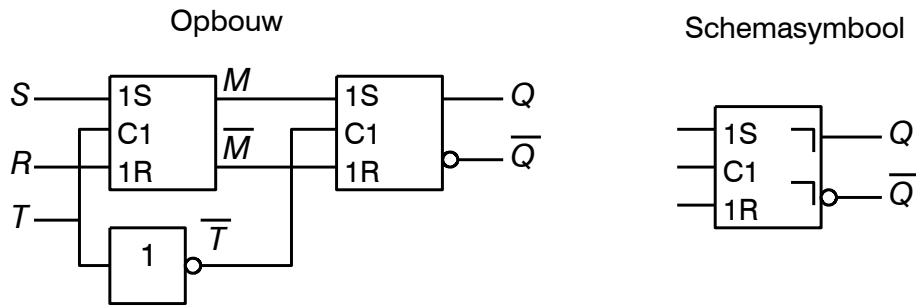 Opbouw
S
1S
M
1S
Q
C1
C1
R
1R
M̅
1R
Q̅
T
1
T̅
Schemasymbool
1S
Q
C1
1R
Q̅